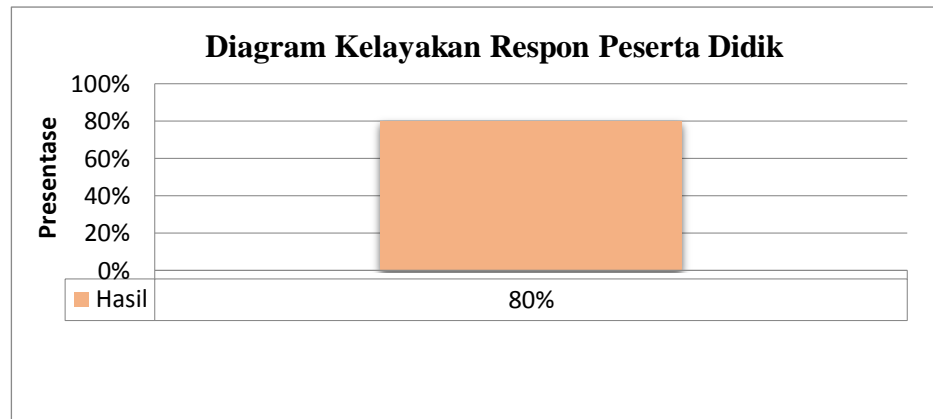 Diagram Kelayakan Respon Peserta Didik
Presentase
100%
80%
60%
40%
20%
0%
Hasil 80%